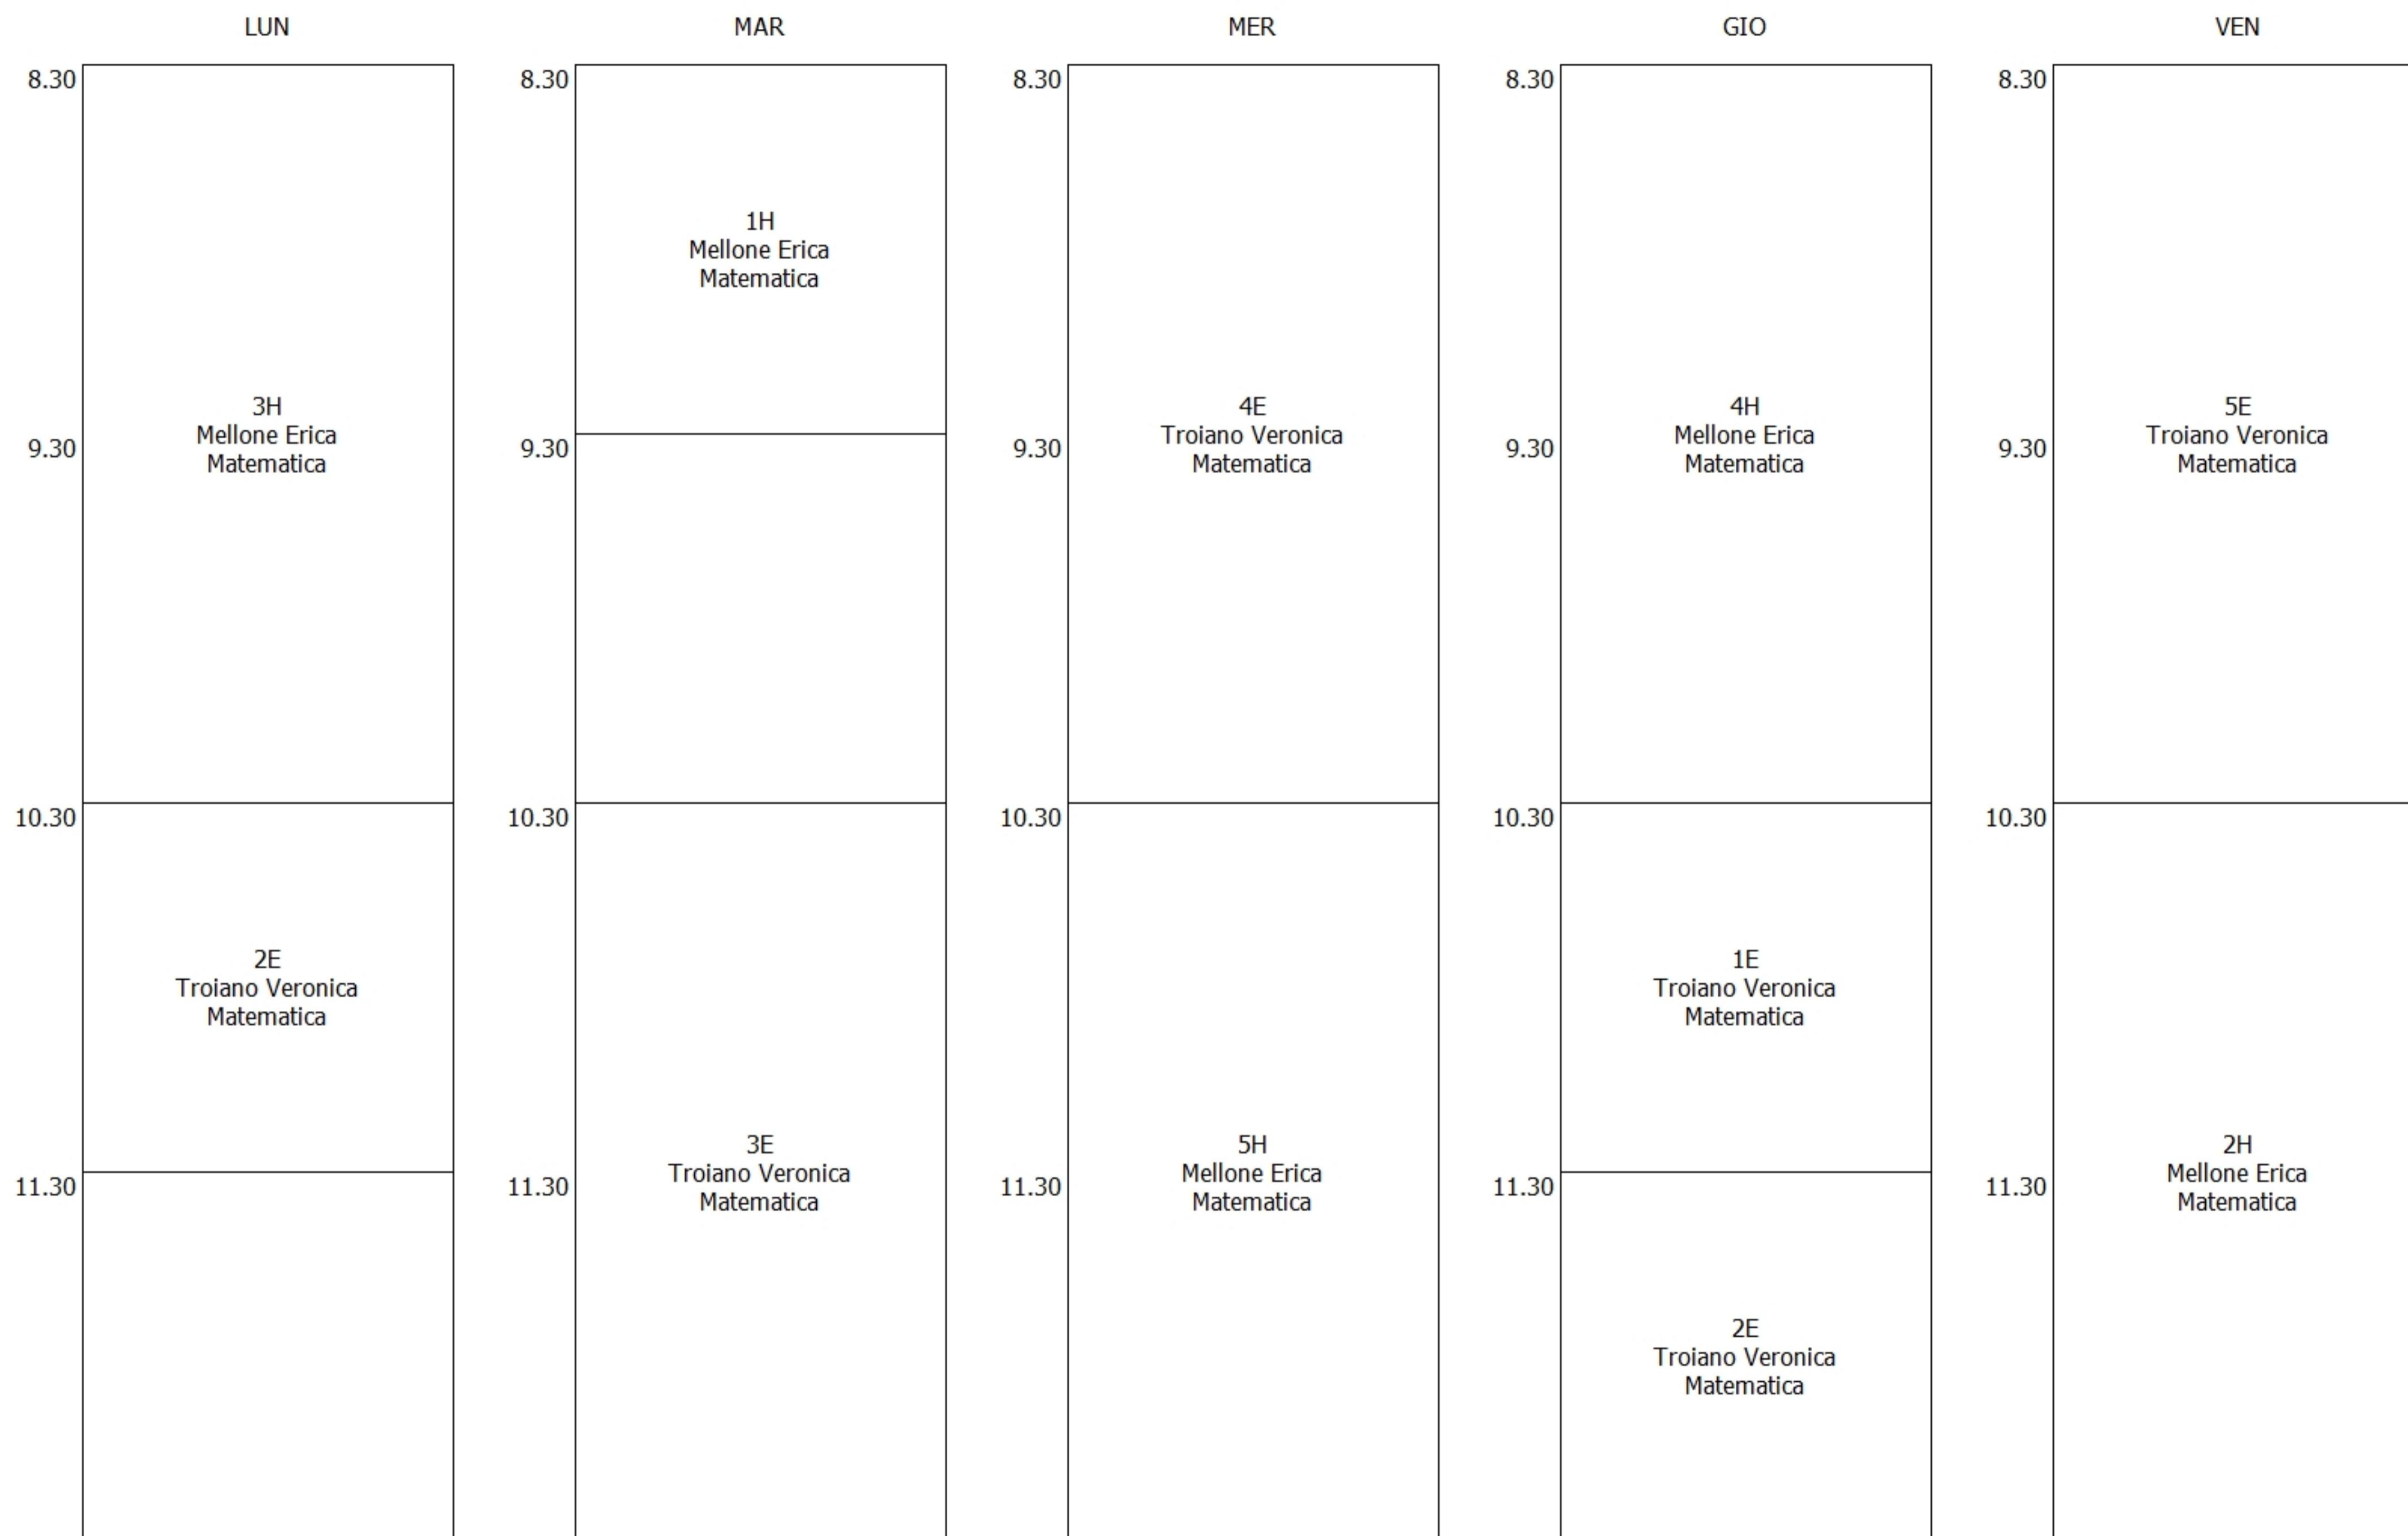 LUN
8.30
3H
Mellone Erica
Matematica
9.30
10.30
2E
Troiano Veronica
Matematica
11.30
MAR
8.30
1H
Mellone Erica
Matematica
9.30
10.30
3E
Troiano Veronica
Matematica
11.30
MER
8.30
4E
Troiano Veronica
Matematica
9.30
10.30
5H
Mellone Erica
Matematica
11.30
GIO
8.30
4H
Mellone Erica
Matematica
9.30
10.30
1E
Troiano Veronica
Matematica
11.30
2E
Troiano Veronica
Matematica
VEN
8.30
5E
Troiano Veronica
Matematica
9.30
10.30
2H
Mellone Erica
Matematica
11.30